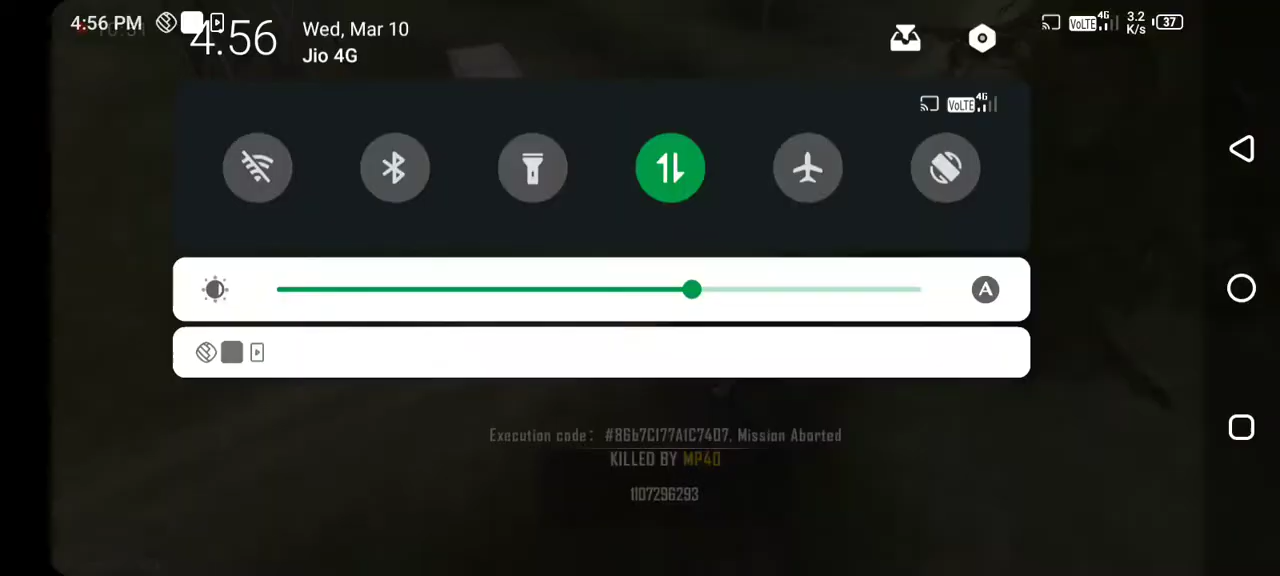 4:56 PM
4:56
Wed, Mar 10
Jio 4G
VoLTE 4G
3.2
K/s
37
VoLTE 4G
A
Execution code: #86b7C177A1C7407, Mission Aborted
KILLED BY MP40
1107296293